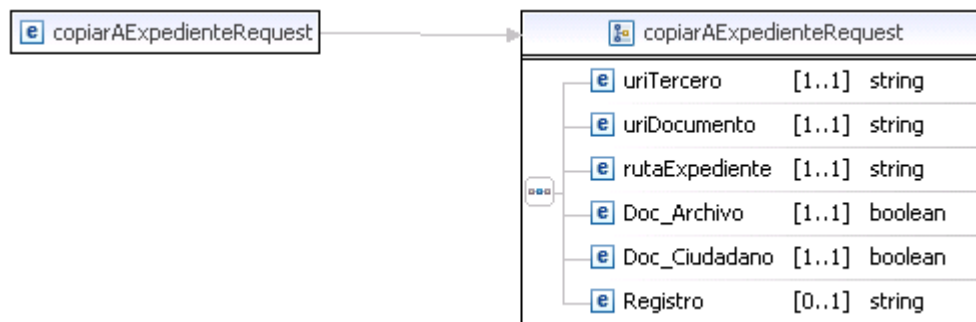 e copiarAExpedienteRequest
copiarAExpedienteRequest
e uriTercero [1..1] string
e uriDocumento [1..1] string
e rutaExpediente [1..1] string
e Doc_Archivo [1..1] boolean
e Doc_Ciudadano [1..1] boolean
e Registro [0..1] string